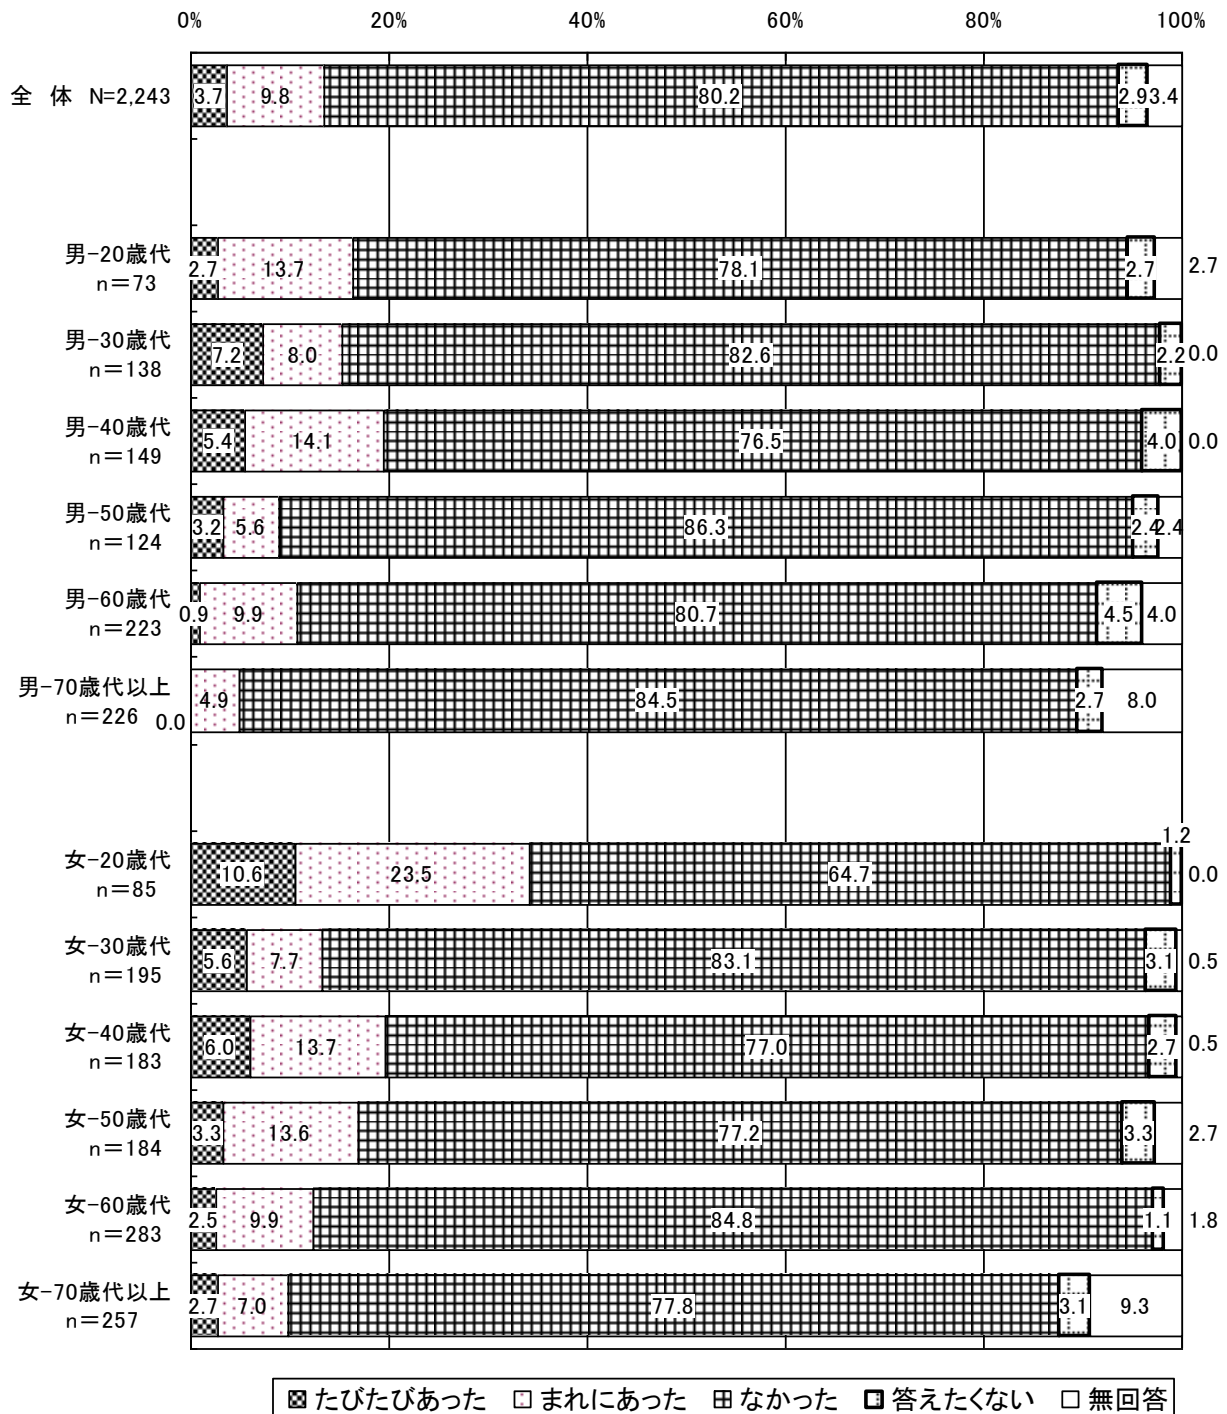 0% 20% 40% 60% 80% 100%
全 体 N=2,243 3.7 9.8 80.2 2.9 3.4
男-20歳代
n=73 2.7 13.7 78.1 2.7 2.7
男-30歳代
n=138 7.2 8.0 82.6 2.2 0.0
男-40歳代
n=149 5.4 14.1 76.5 4.0 0.0
男-50歳代
n=124 3.2 5.6 86.3 2.4 2.4
男-60歳代
n=223 0.9 9.9 80.7 4.5 4.0
男-70歳代以上
n=226 0.0 4.9 84.5 2.7 8.0
女-20歳代
n=85 10.6 23.5 64.7 1.2 0.0
女-30歳代
n=195 5.6 7.7 83.1 3.1 0.5
女-40歳代
n=183 6.0 13.7 77.0 2.7 0.5
女-50歳代
n=184 3.3 13.6 77.2 3.3 2.7
女-60歳代
n=283 2.5 9.9 84.8 1.1 1.8
女-70歳代以上
n=257 2.7 7.0 77.8 3.1 9.3
たびたびあった まれにあった なかった 答えたくない 無回答